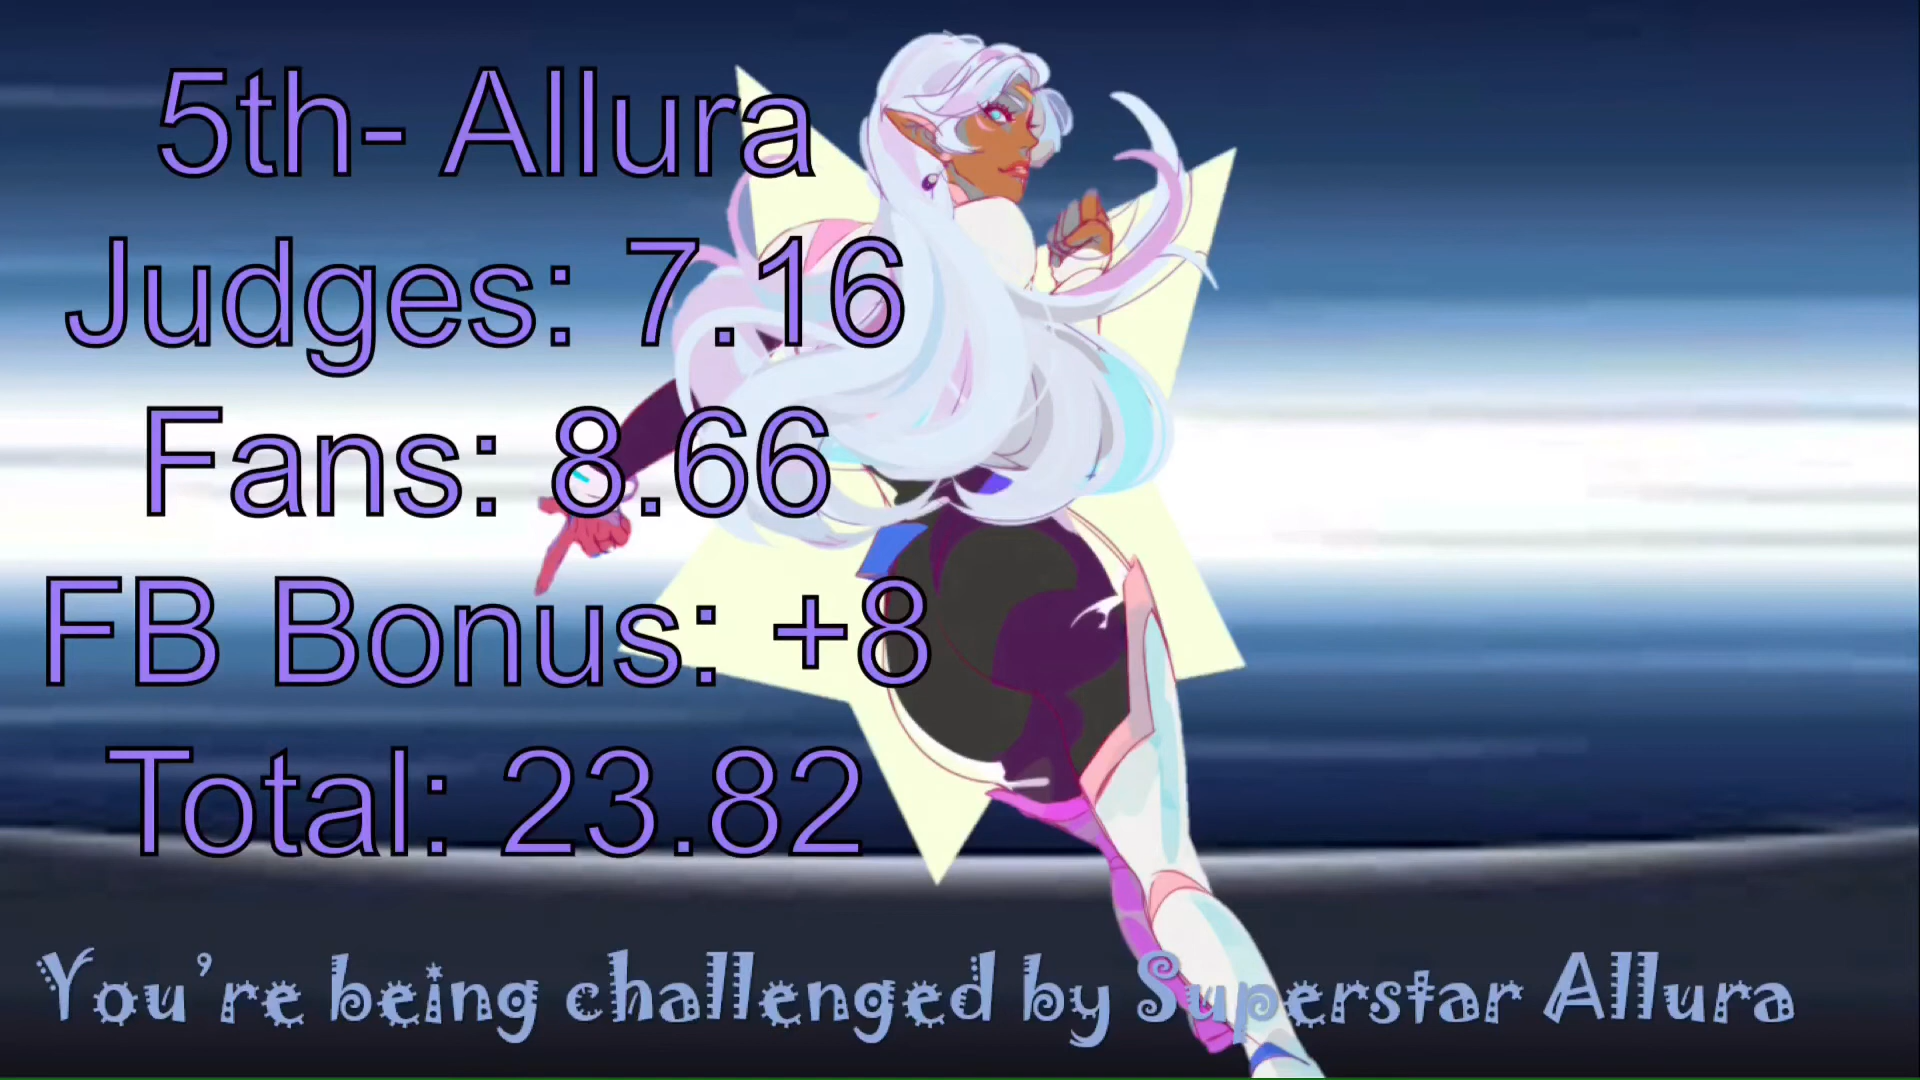 5th- Allura
Judges: 7.16
Fans: 8.66
FB Bonus: +8
Total: 23.82
You're being challenged by Superstar Allura